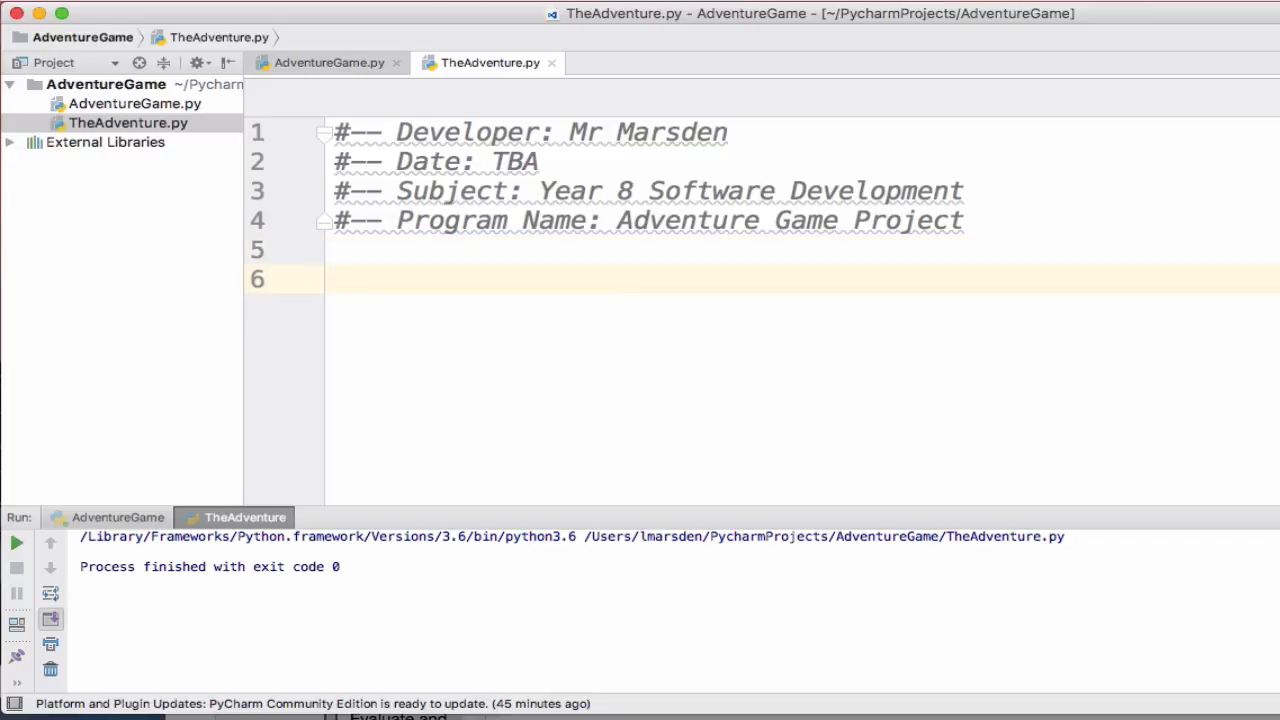 TheAdventure.py - AdventureGame - [~/PycharmProjects/AdventureGame]
AdventureGame TheAdventure.py
Project AdventureGame.py TheAdventure.py
AdventureGame ~/Pycharm
AdventureGame.py
TheAdventure.py
External Libraries
1 #-- Developer: Mr Marsden
2 #-- Date: TBA
3 #-- Subject: Year 8 Software Development
4 #-- Program Name: Adventure Game Project
5
6
Run: AdventureGame TheAdventure
/Library/Frameworks/Python.framework/Versions/3.6/bin/python3.6 /Users/lmarsden/PycharmProjects/AdventureGame/TheAdventure.py
Process finished with exit code 0
Platform and Plugin Updates: PyCharm Community Edition is ready to update. (45 minutes ago)
Evaluate and